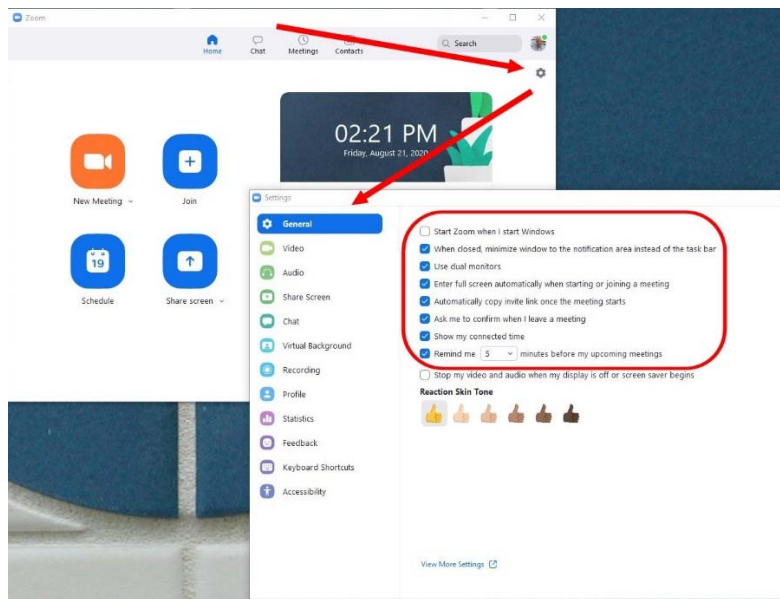 Zoom
Home
Chat
Meetings
Contacts
Search
02:21 PM
Friday, August 21, 2020
New Meeting
Join
19
Schedule
Share screen
Settings
General
Video
Audio
Share Screen
Chat
Virtual Background
Recording
Profile
Statistics
Feedback
Keyboard Shortcuts
Accessibility
Start Zoom when I start Windows
When closed, minimize window to the notification area instead of the task bar
Use dual monitors
Enter full screen automatically when starting or joining a meeting
Automatically copy invite link once the meeting starts
Ask me to confirm when I leave a meeting
Show my connected time
Remind me 5 minutes before my upcoming meetings
Stop my video and audio when my display is off or screen saver begins
Reaction Skin Tone
View More Settings